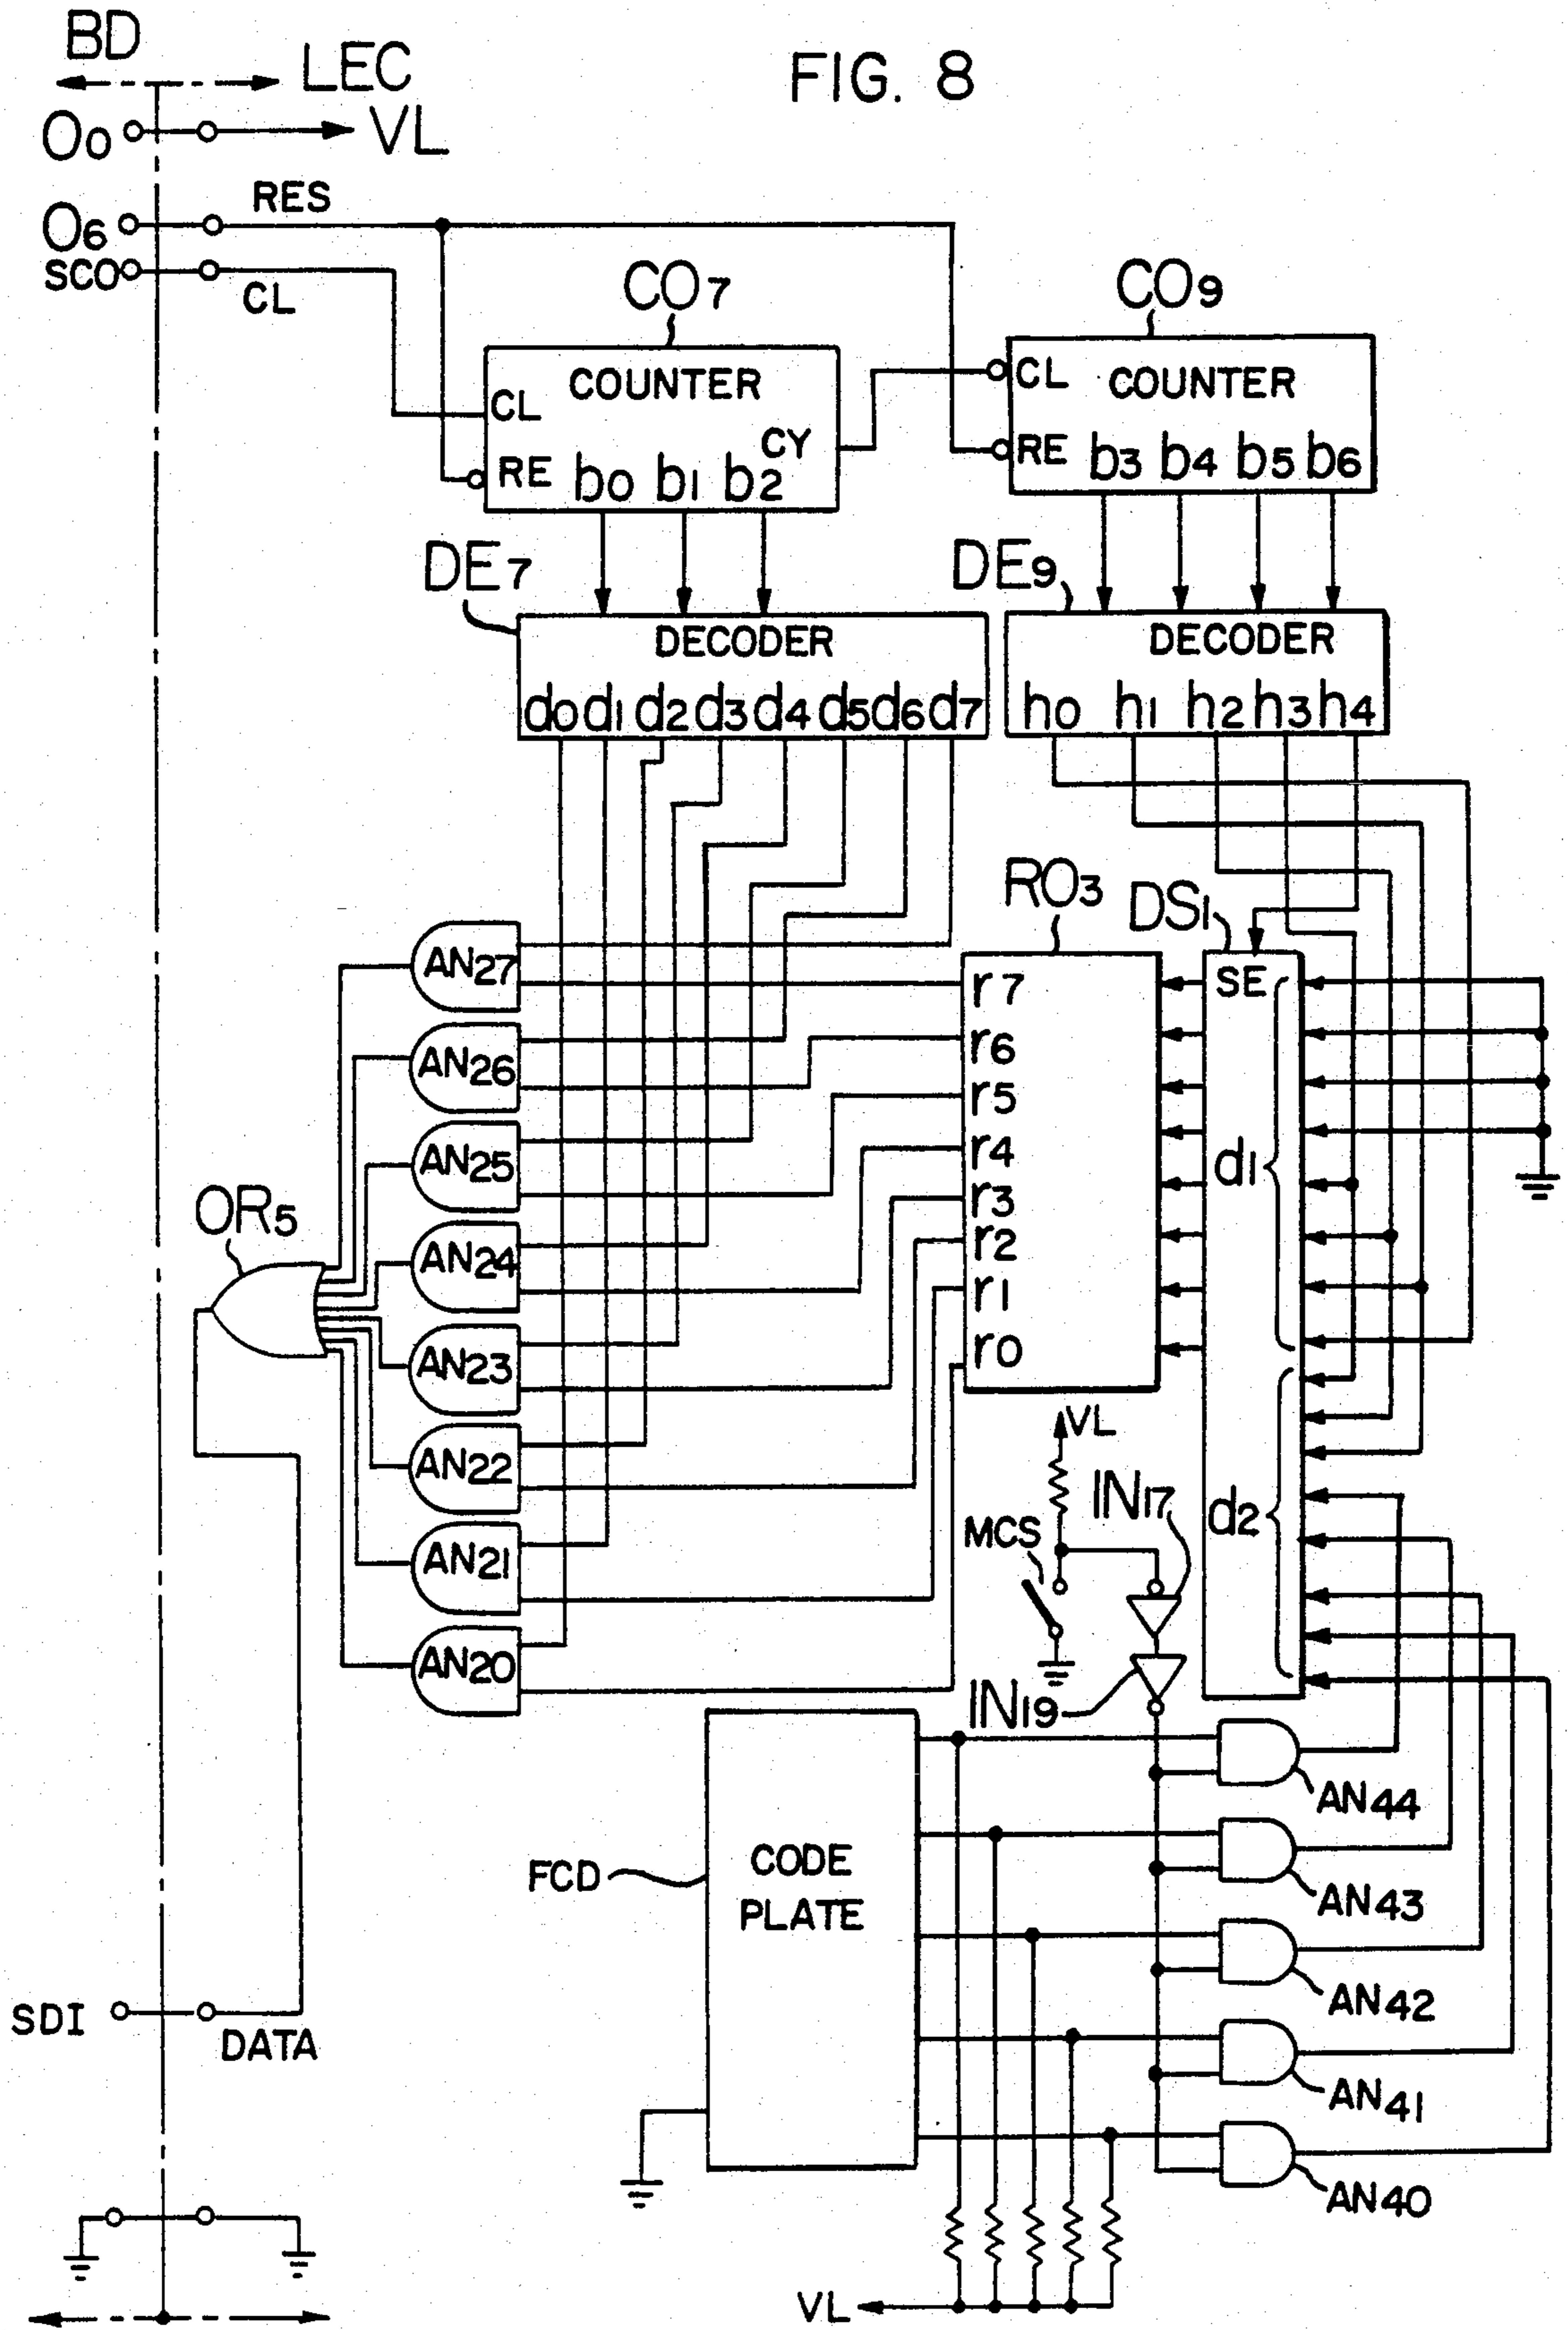 BD
LEC
FIG. 8
O0
VL
RES
O6
SCO
CL
CO7
CO9
COUNTER
CL
CY
RE b0 b1 b2
CL COUNTER
RE b3 b4 b5 b6
DE7
DE9
DECODER
d0 d1 d2 d3 d4 d5 d6 d7
DECODER
h0 h1 h2 h3 h4
RO3
DS1
AN27
r7
SE
AN26
r6
r5
AN25
r4
d1
r3
OR5
AN24
r2
r1
AN23
r0
VL
AN22
MCS
IN17
d2
AN21
AN20
IN19
AN44
FCD
CODE
PLATE
AN43
AN42
SDI
DATA
AN41
AN40
VL